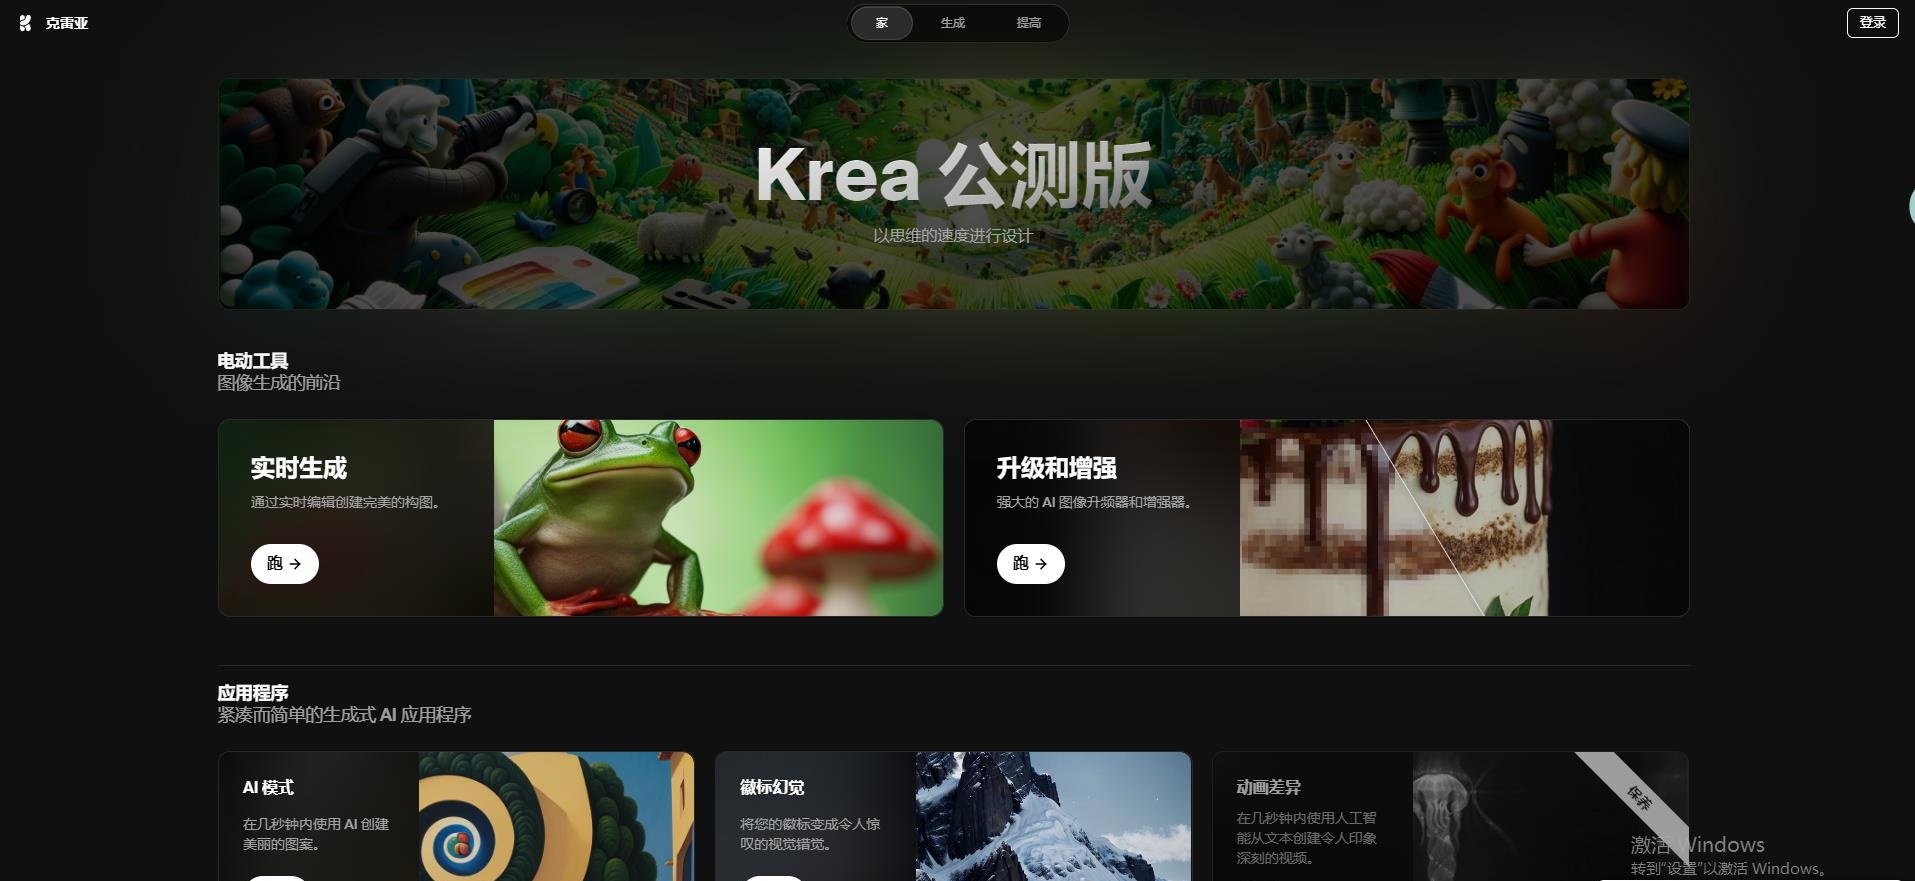 克雷亚
家
生成
提高
登录
Krea 公测版
以思维的速度进行设计
电动工具
图像生成的前沿
实时生成
通过实时编辑创建完美的构图。
跑 →
升级和增强
强大的 AI 图像升频器和增强器。
跑 →
应用程序
紧凑而简单的生成式 AI 应用程序
AI 模式
在几秒钟内使用 AI 创建
美丽的图案。
徽标幻觉
将您的徽标变成令人惊
叹的视觉错觉。
动画差异
在几秒钟内使用人工智
能从文本创建令人印象
深刻的视频。
保养
激活 Windows
转到"设置"以激活 Windows。